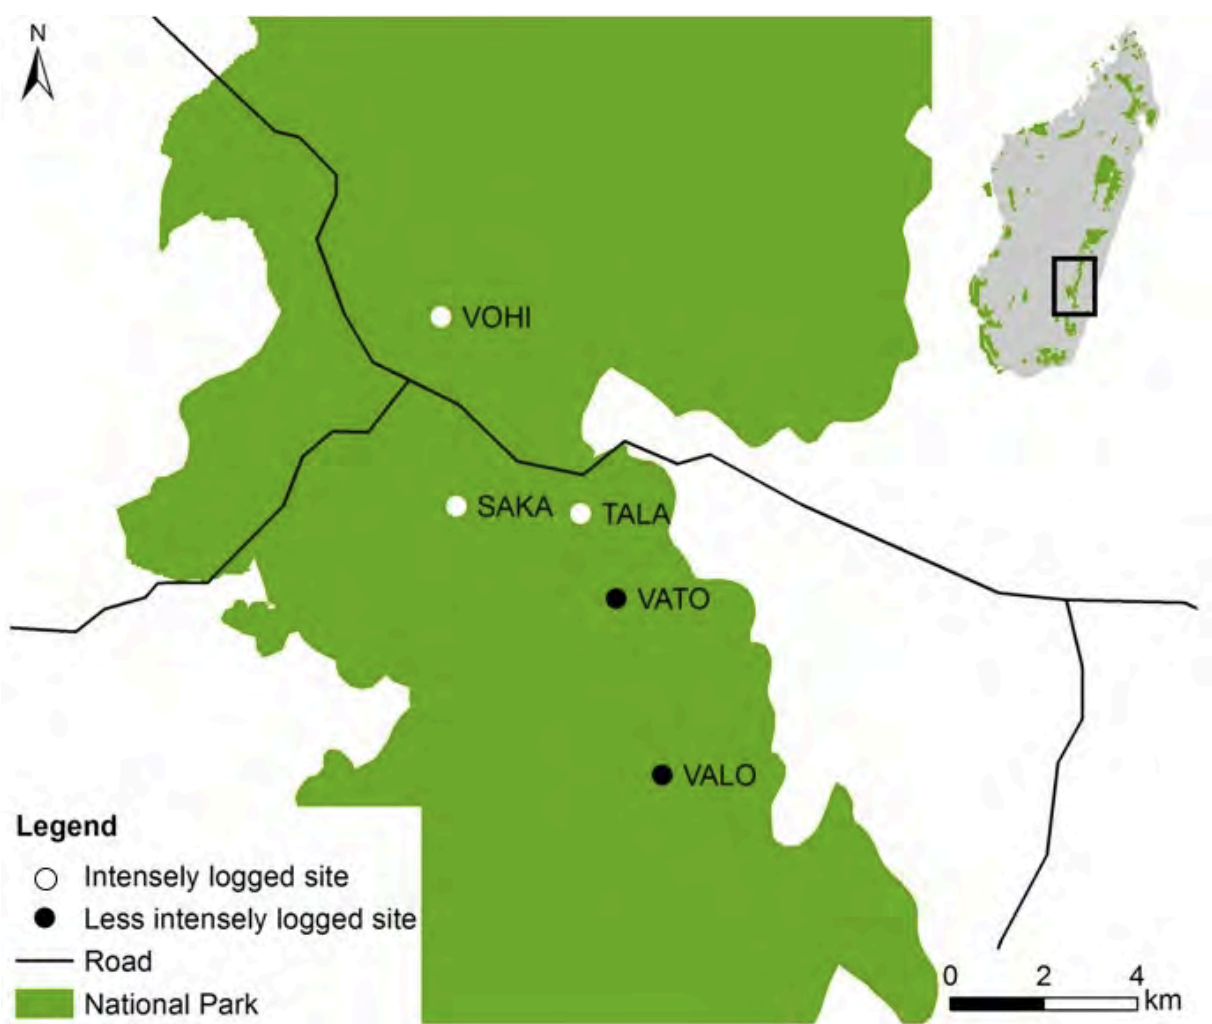 N
VOHI
SAKA
TALA
VATO
VALO
Legend
Intensely logged site
Less intensely logged site
Road
National Park
0 2 4
km